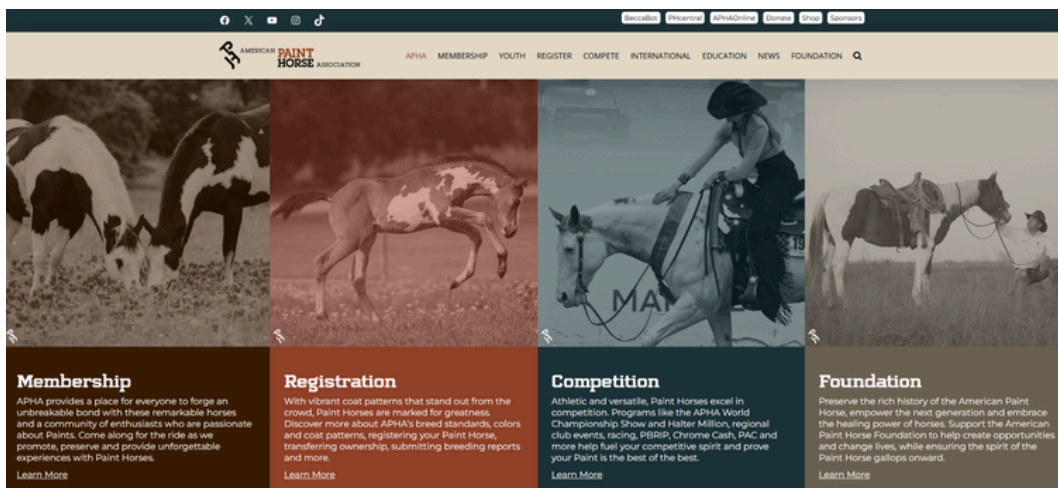 BeccaBot PHcentral APHAOnline Donate Shop Sponsors
AMERICAN PAINT
HORSE ASSOCIATION
APHA MEMBERSHIP YOUTH REGISTER COMPETE INTERNATIONAL EDUCATION NEWS FOUNDATION
Membership
APHA provides a place for everyone to forge an
unbreakable bond with these remarkable horses
and a community of enthusiasts who are passionate
about Paints. Come along for the ride as we
promote, preserve and provide unforgettable
experiences with Paint Horses.
Learn More
Registration
With vibrant coat patterns that stand out from the
crowd, Paint Horses are marked for greatness.
Discover more about APHA's breed standards, colors
and coat patterns, registering your Paint Horse,
transferring ownership, submitting breeding reports
and more.
Learn More
19
MA
Competition
Athletic and versatile, Paint Horses excel in
competition. Programs like the APHA World
Championship Show and Halter Million, regional
club events, racing, PBRIP, Chrome Cash, PAC and
more help fuel your competitive spirit and prove
your Paint is the best of the best.
Learn More
Foundation
Preserve the rich history of the American Paint
Horse, empower the next generation and embrace
the healing power of horses. Support the American
Paint Horse Foundation to help create opportunities
and change lives, while ensuring the spirit of the
Paint Horse gallops onward.
Learn More